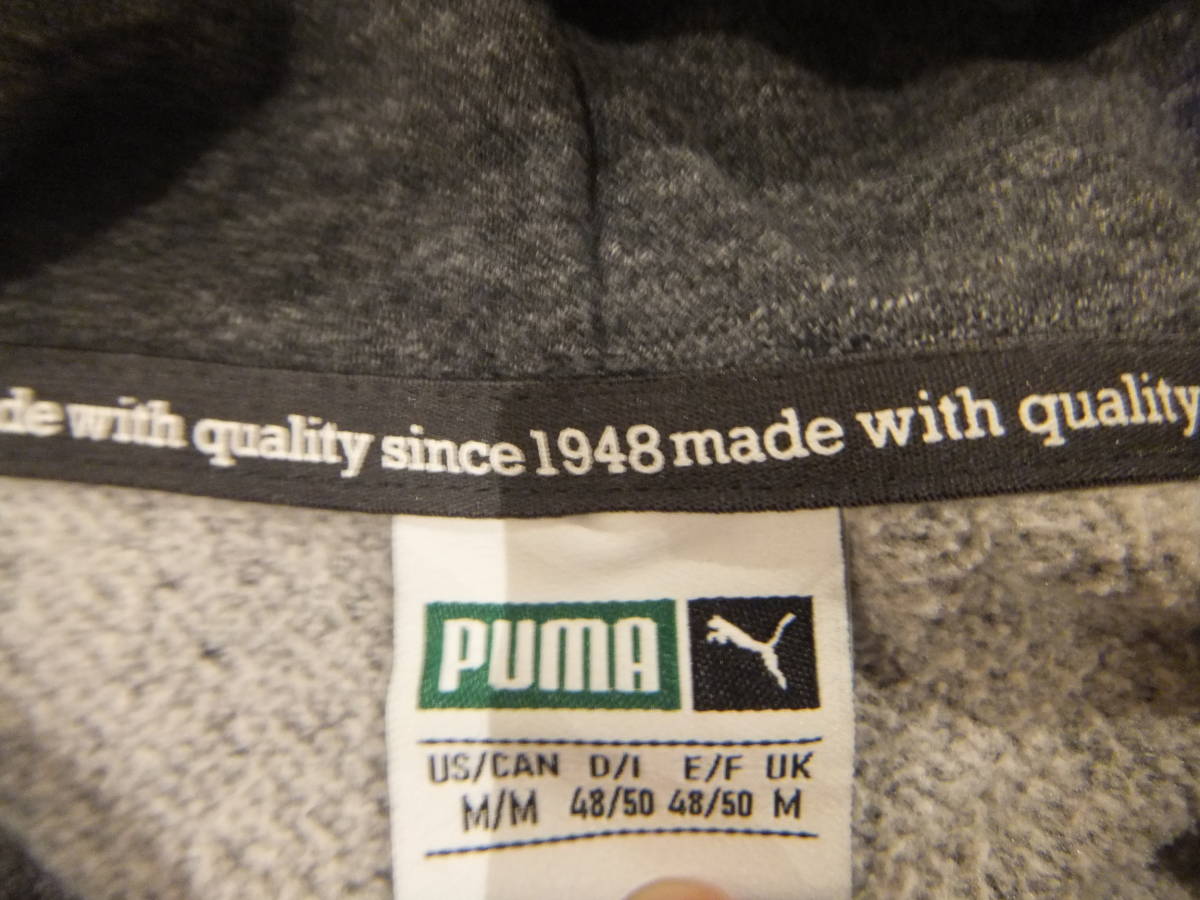 de with quality since 1948 made with quality
PUMA
US/CAN D/I E/F UK
M/M 48/50 48/50 M